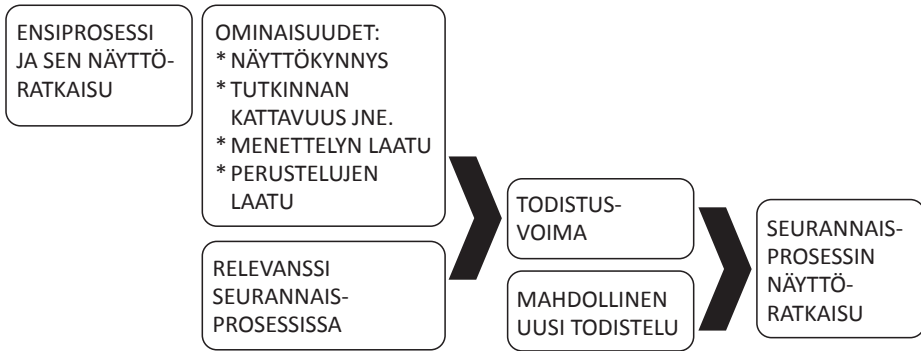 ENSIPROSESSI
JA SEN NÄYTTÖ-
RATKAISU
OMINAISUUDET:
* NÄYTTÖKYNNYS
* TUTKINNAN
KATTAVUUS JNE.
* MENETTELYN LAATU
* PERUSTELUJEN
LAATU
RELEVANSSI
SEURANNAIS-
PROSESSISSA
TODISTUS-
VOIMA
MAHDOLLINEN
UUSI TODISTELU
SEURANNAIS-
PROSESSIN
NÄYTTÖ-
RATKAISU